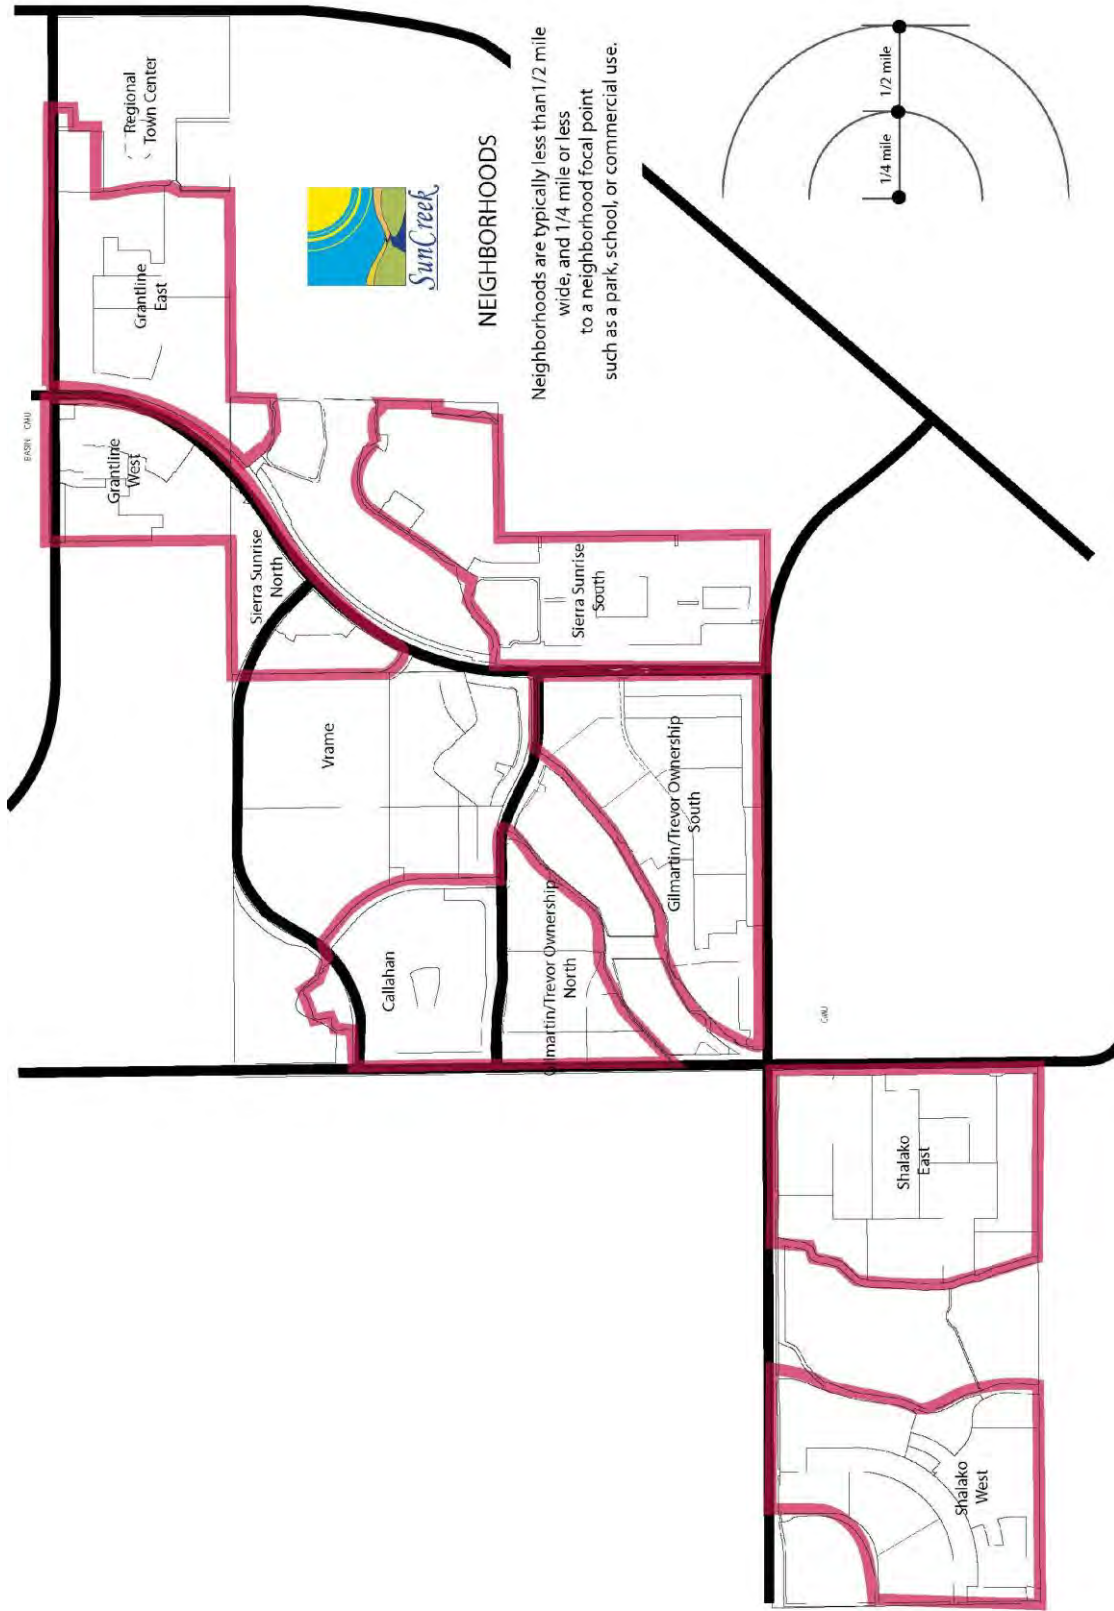 NEIGHBORHOODS
Neighborhoods are typically less than 1/2 mile
wide, and 1/4 mile or less
to a neighborhood focal point
such as a park, school, or commercial use.
SunCreek
1/4 mile
1/2 mile
Regional
Town Center
Grantline
East
Grantline
West
Sierra Sunrise
North
Sierra Sunrise
South
Vrame
Callahan
Gilmartin/Trevor Ownership
North
Gilmartin/Trevor Ownership
South
Shalako
East
Shalako
West
BASIN
CMU
CMU